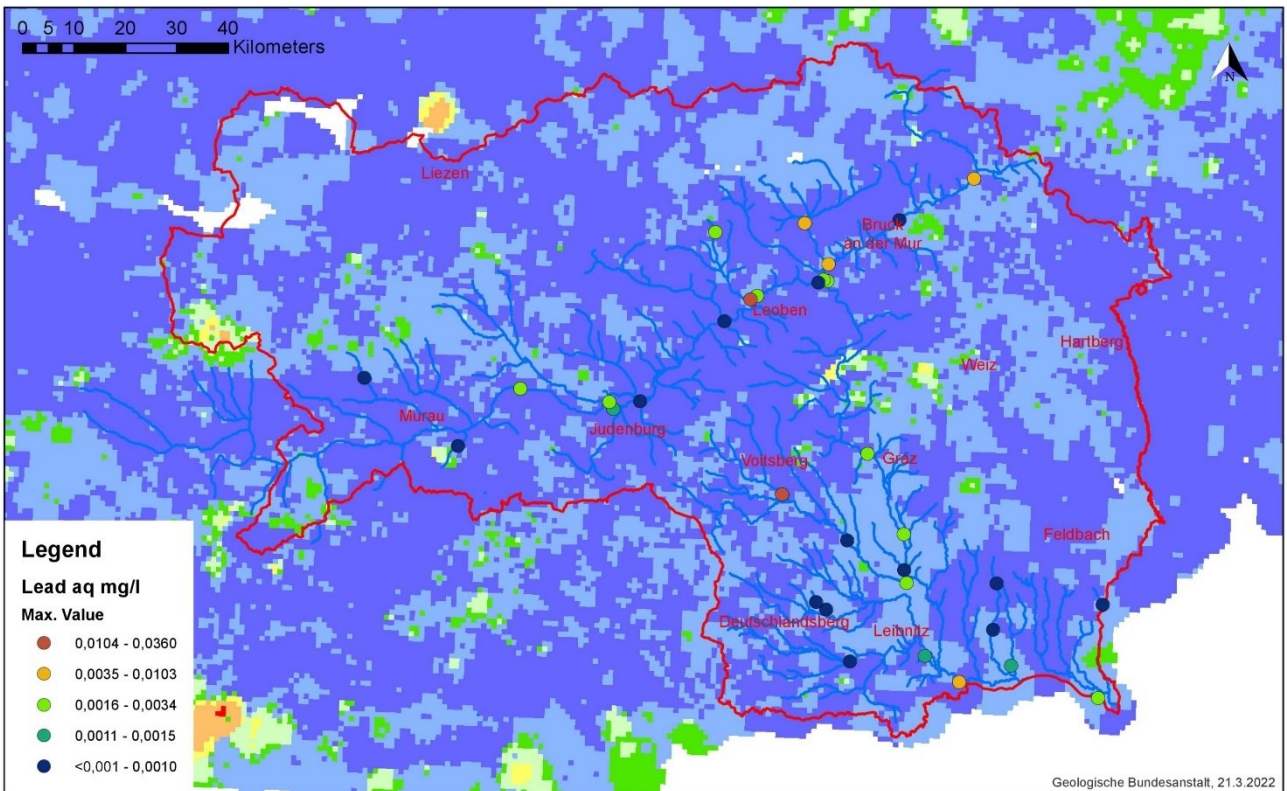 0 5 10 20 30 40
Kilometers
N
Liezen
Bruck
an der Mur
Leoben
Hartberg
Weiz
Murau
Judenburg
Voitsberg
Graz
Feldbach
Deutschlandsberg
Leibnitz
Legend
Lead aq mg/l
Max. Value
0,0104 - 0,0360
0,0035 - 0,0103
0,0016 - 0,0034
0,0011 - 0,0015
<0,001 - 0,0010
Geologische Bundesanstalt, 21.3.2022